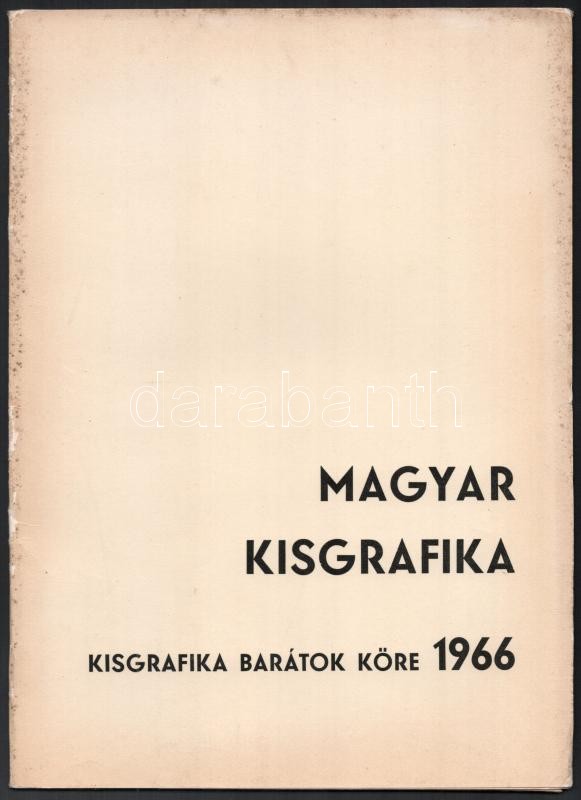 darabanth
MAGYAR
KISGRAFIKA
KISGRAFIKA BARÁTOK KÖRE 1966